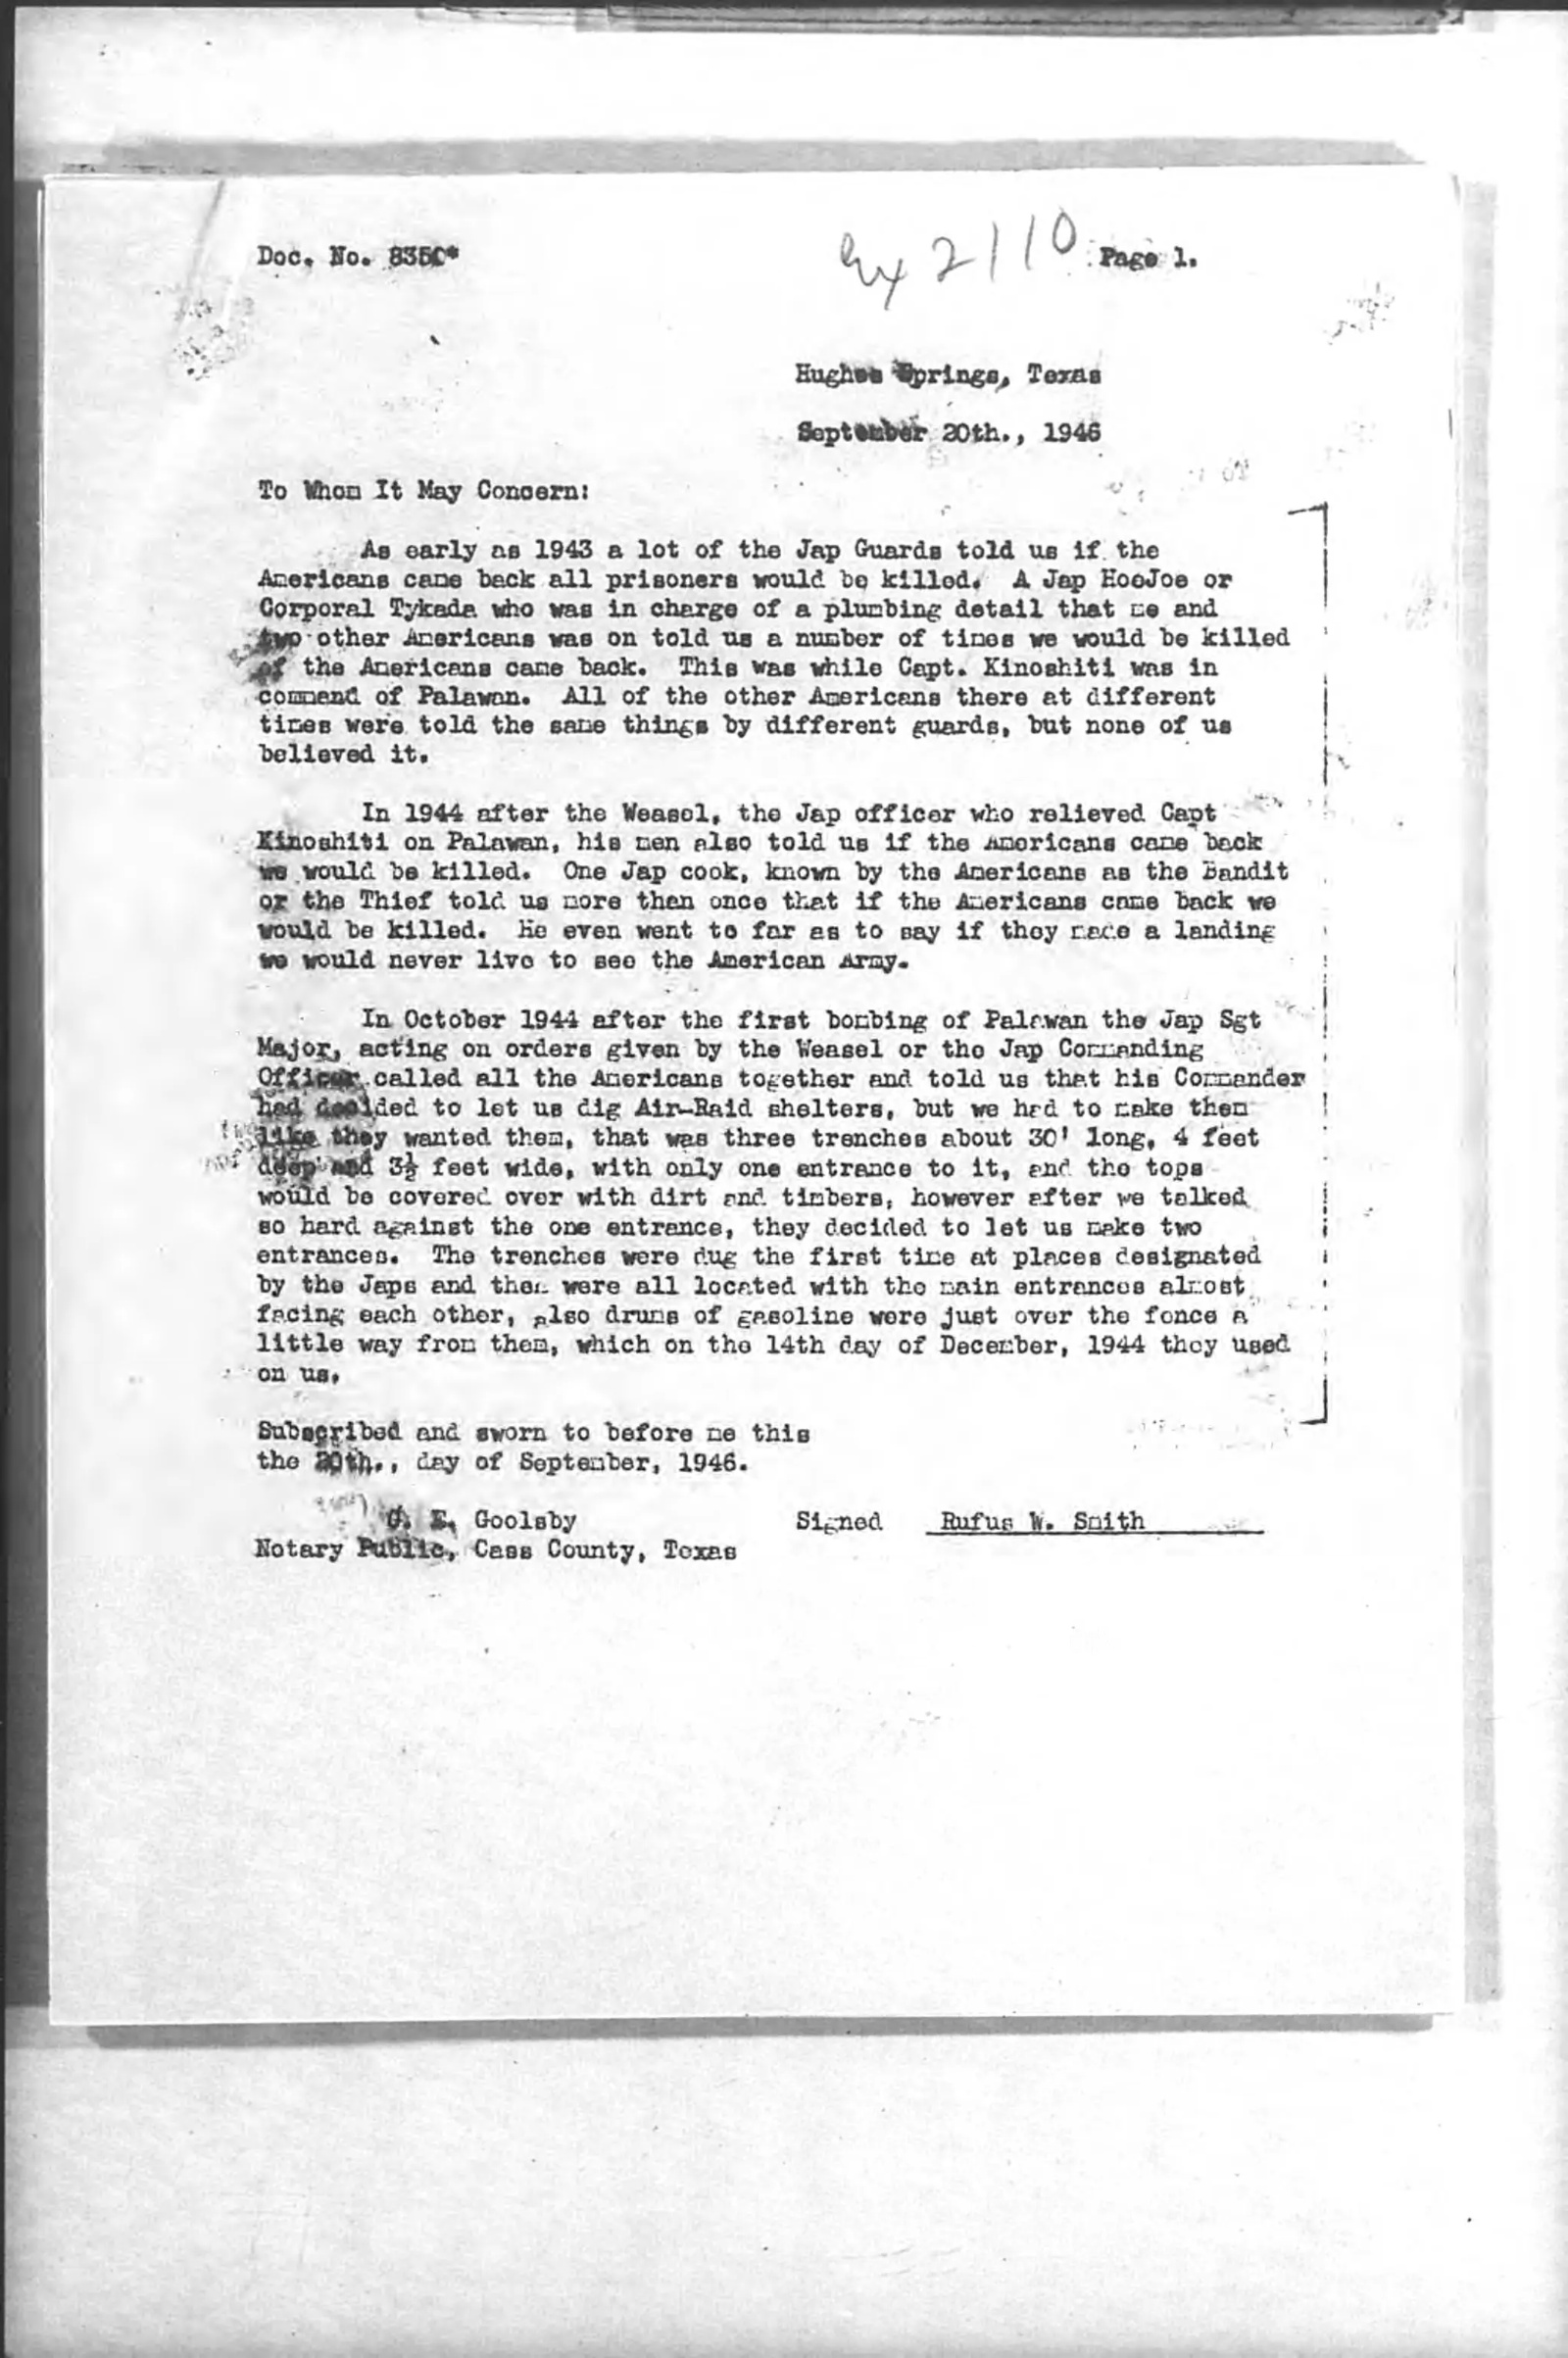 Doc. No. 8350*
Ex 2110
Page 1.
Hughes Springs, Texas
September 20th., 1946
To Whom It May Concern:
As early as 1943 a lot of the Jap Guards told us if the
Americans came back all prisoners would be killed. A Jap HooJoe or
Corporal Tykada who was in charge of a plumbing detail that me and
two other Americans was on told us a number of times we would be killed
if the Americans came back. This was while Capt. Kinoshiti was in
command of Palawan. All of the other Americans there at different
times were told the same things by different guards, but none of us
believed it.
In 1944 after the Weasel, the Jap officer who relieved Capt
Kinoshiti on Palawan, his men also told us if the Americans came back
we would be killed. One Jap cook, known by the Americans as the Bandit
or the Thief told us more than once that if the Americans came back we
would be killed. He even went to far as to say if they made a landing
we would never live to see the American Army.
In October 1944 after the first bombing of Palawan the Jap Sgt
Major, acting on orders given by the Weasel or the Jap Commanding
Officer called all the Americans together and told us that his Commander
had decided to let us dig Air-Raid shelters, but we had to make them
like they wanted them, that was three trenches about 30' long, 4 feet
deep and 3½ feet wide, with only one entrance to it, and the tops
would be covered over with dirt and timbers, however after we talked
so hard against the one entrance, they decided to let us make two
entrances. The trenches were dug the first time at places designated
by the Japs and then were all located with the main entrances almost
facing each other, also drums of gasoline were just over the fence a
little way from them, which on the 14th day of December, 1944 they used
on us.
Subscribed and sworn to before me this
the 20th., day of September, 1946.
E. Goolsby
Signed Rufus W. Smith
Notary Public, Cass County, Texas